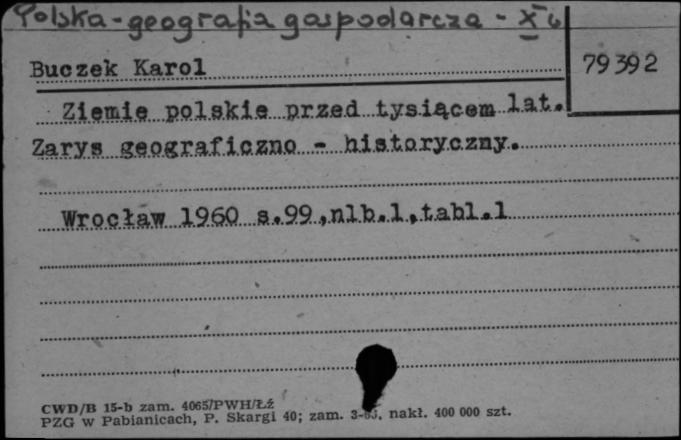 Polska - geografia gospodarcza - X w
Buczek Karol
79392
Ziemie polskie przed tysiącem lat.
Zarys geograficzno - historyczny.
Wrocław 1960 s.99,nlb.1,tabl.1
CWD/B 15-b zam. 4065/PWH/Łź
PZG w Pabianicach, P. Skargi 40; zam. nakł. 400 000 szt.